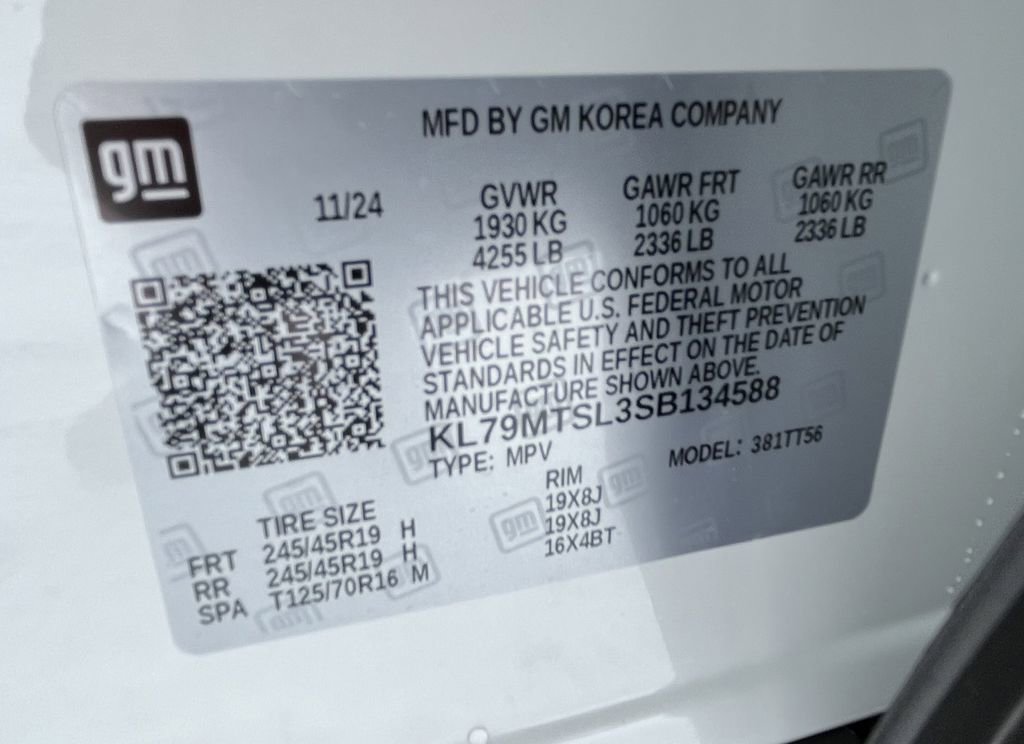 gm
MFD BY GM KOREA COMPANY
11/24
GVWR GAWR FRT GAWR RR
1930 KG 1060 KG 1060 KG
4255 LB 2336 LB 2336 LB
THIS VEHICLE CONFORMS TO ALL
APPLICABLE U.S. FEDERAL MOTOR
VEHICLE SAFETY AND THEFT PREVENTION
STANDARDS IN EFFECT ON THE DATE OF
MANUFACTURE SHOWN ABOVE.
KL79MTSL3SB134588
TYPE: MPV MODEL: 381TT56
TIRE SIZE RIM
FRT 245/45R19 H 19X8J
RR 245/45R19 H 19X8J
SPA T125/70R16 M 16X4BT